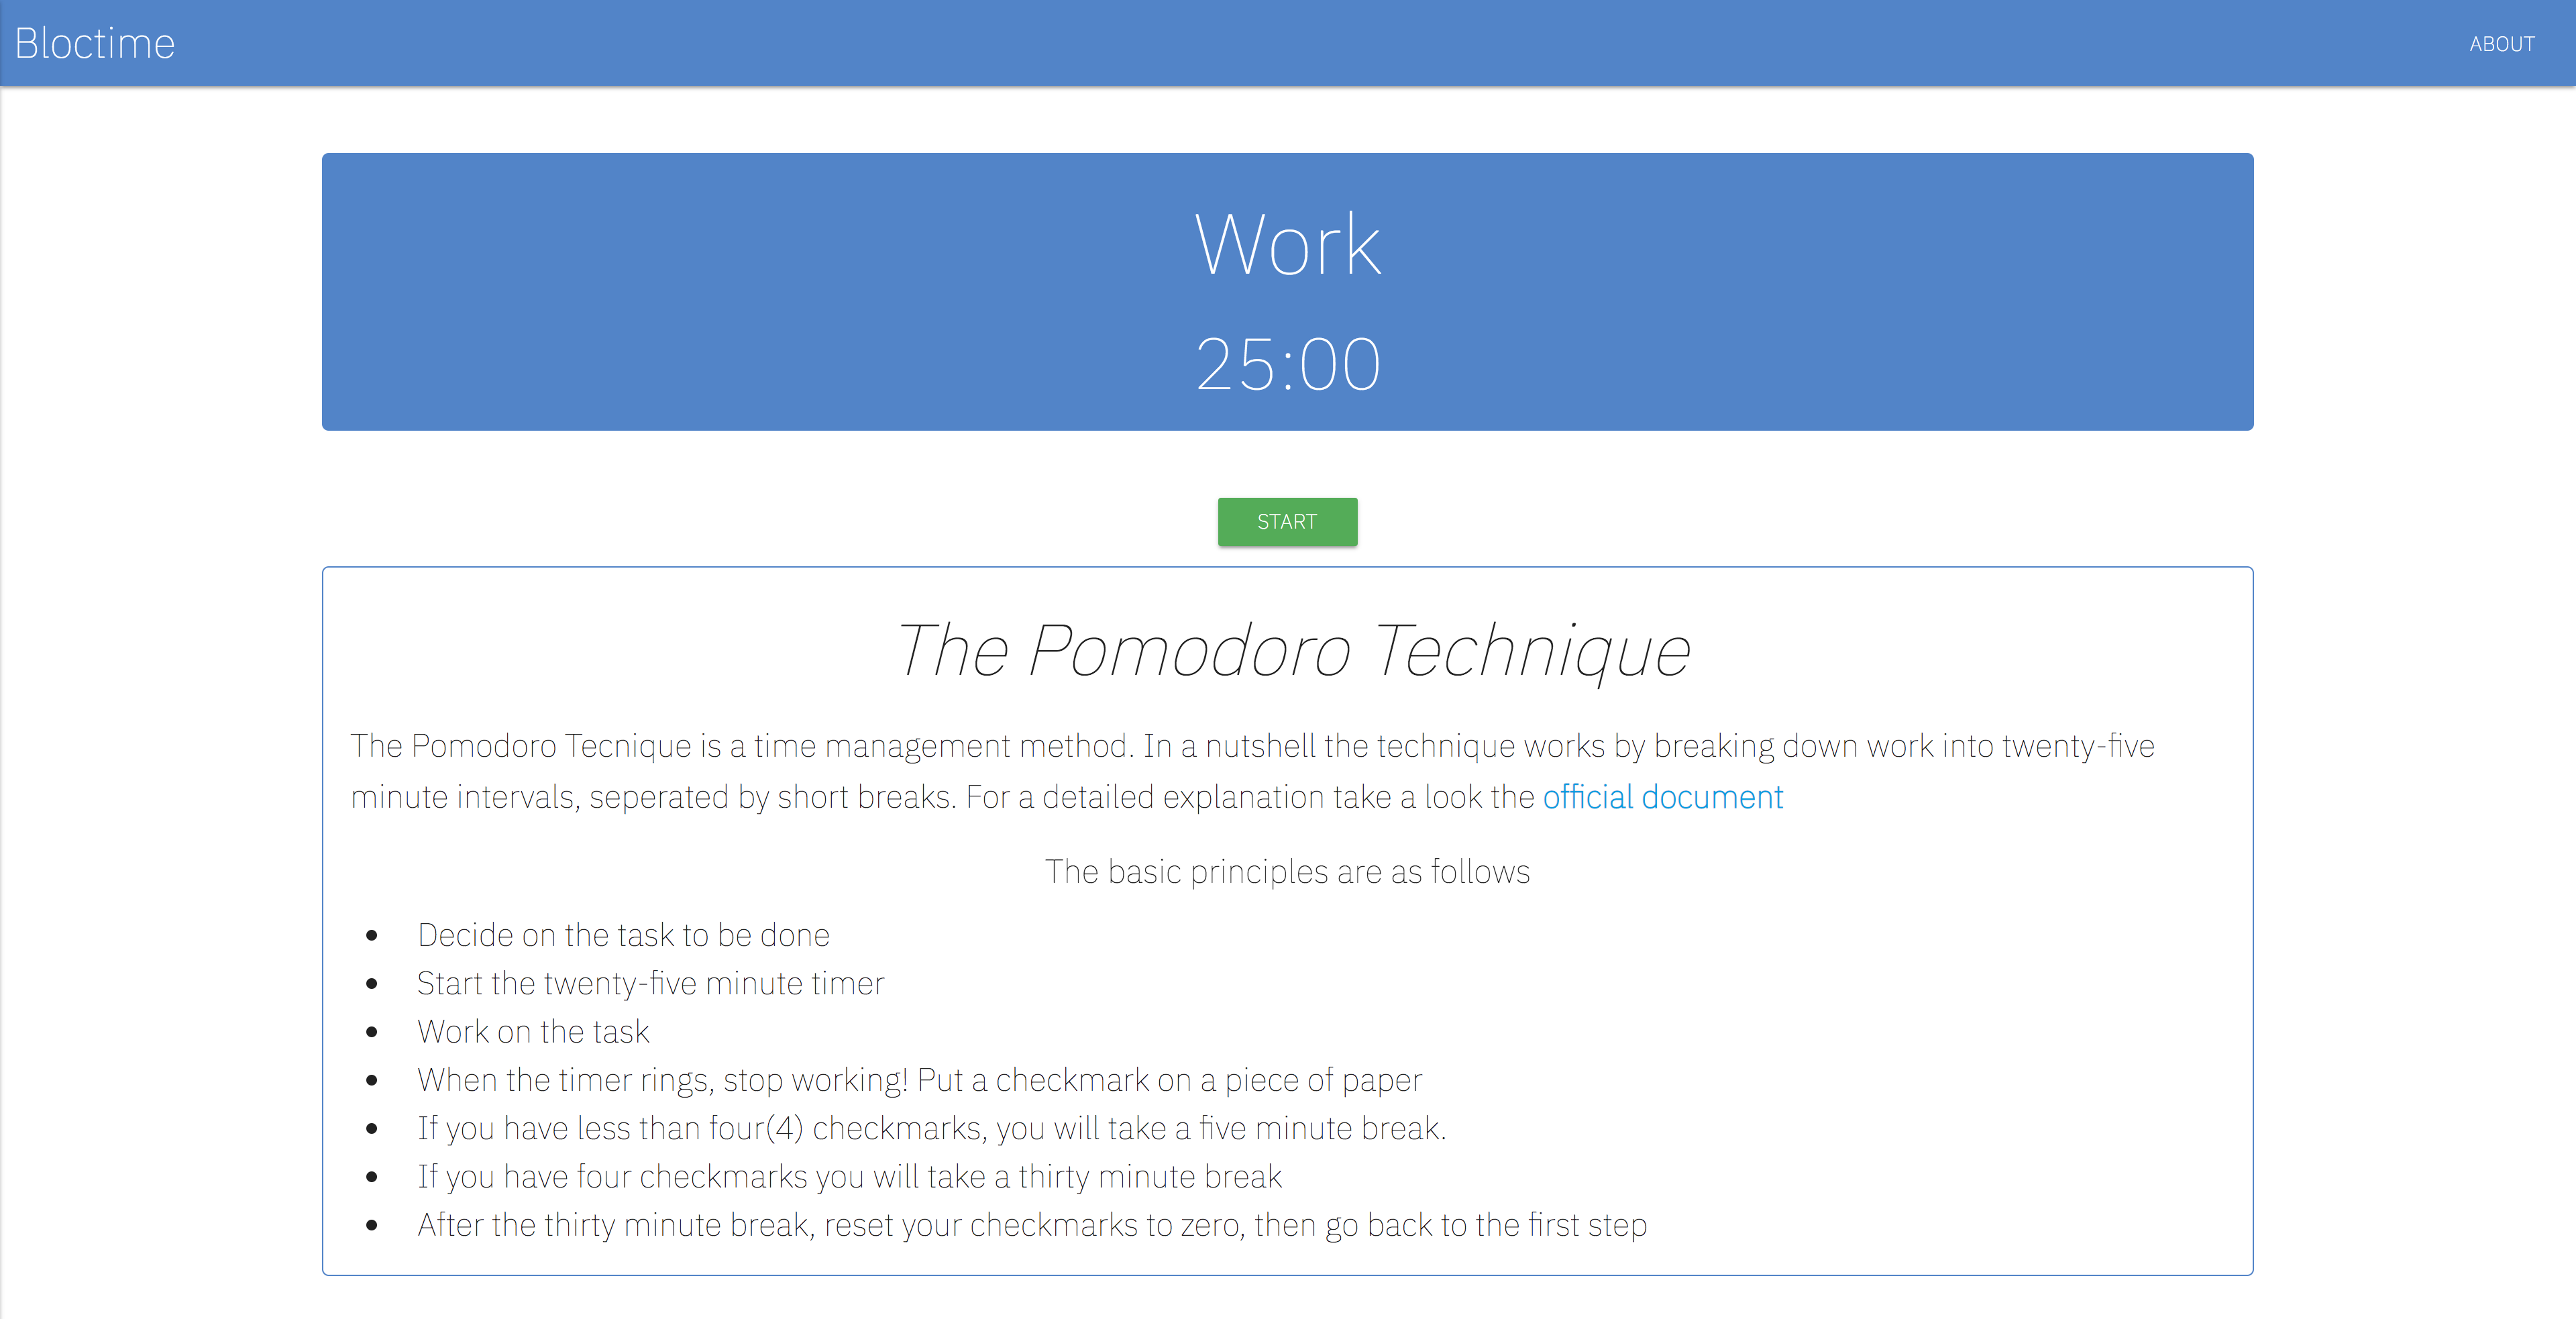 Bloctime
ABOUT
Work
25:00
START
The Pomodoro Technique
The Pomodoro Tecnique is a time management method. In a nutshell the technique works by breaking down work into twenty-five
minute intervals, seperated by short breaks. For a detailed explanation take a look the official document
The basic principles are as follows
Decide on the task to be done
Start the twenty-five minute timer
Work on the task
When the timer rings, stop working! Put a checkmark on a piece of paper
If you have less than four(4) checkmarks, you will take a five minute break.
If you have four checkmarks you will take a thirty minute break
After the thirty minute break, reset your checkmarks to zero, then go back to the first step